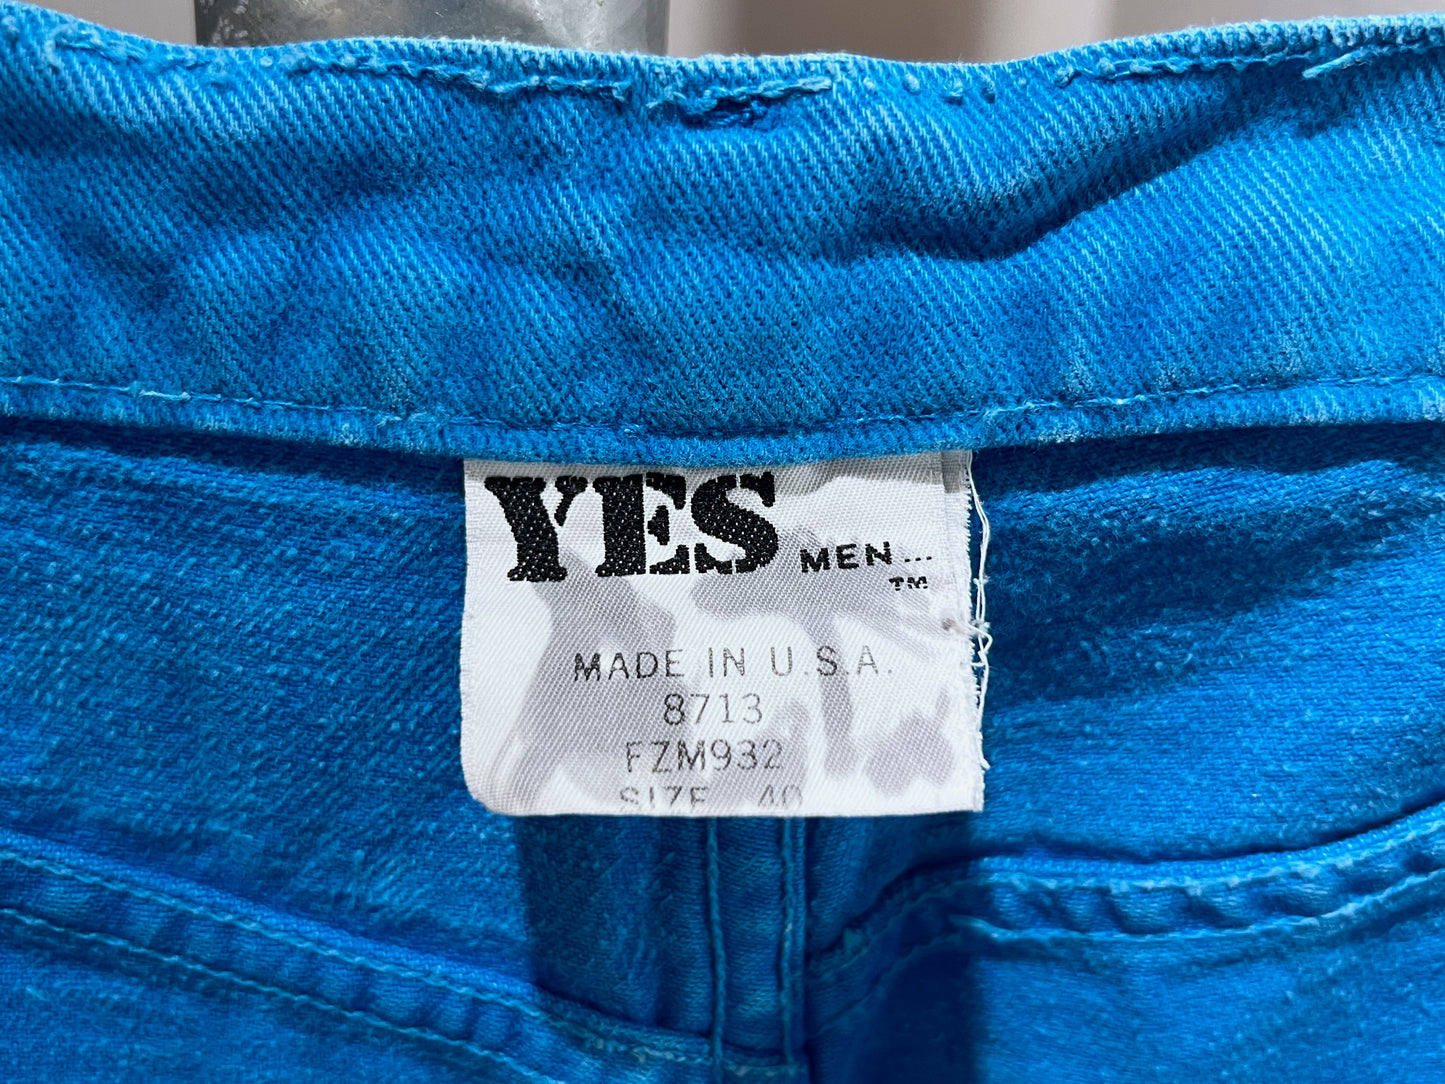 YES MEN...
TM
MADE IN U.S.A.
8713
FZM932
SIZE 40